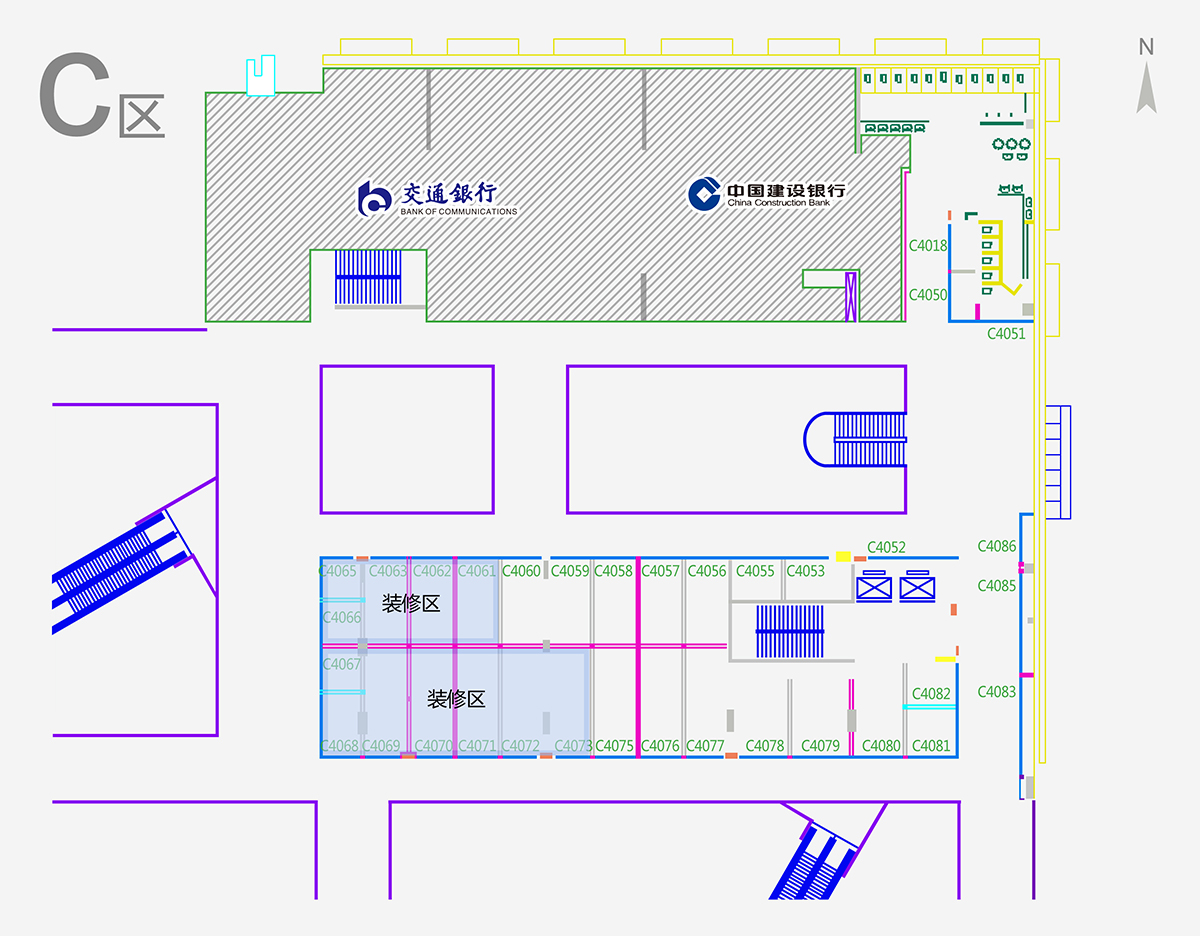 C区
N
交通銀行
BANK OF COMMUNICATIONS
中国建设银行
China Construction Bank
C4018
C4050
C4051
C4052
C4086
C4065 C4063 C4062 C4061 C4060 C4059 C4058 C4057 C4056 C4055 C4053
C4085
装修区
C4066
C4067
装修区
C4082
C4083
C4068 C4069 C4070 C4071 C4072 C4073 C4075 C4076 C4077 C4078 C4079 C4080 C4081